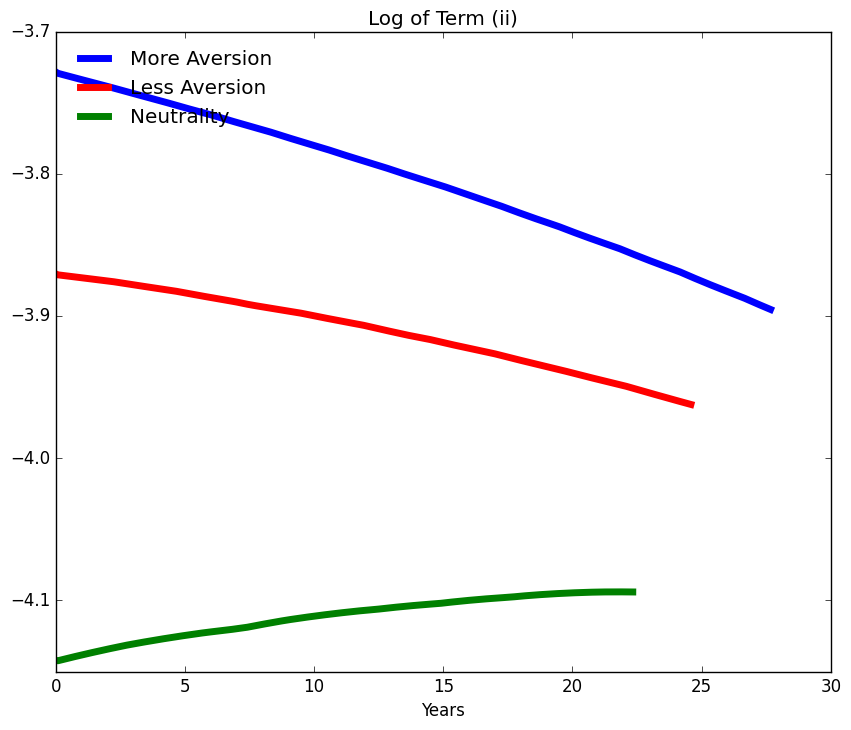 Log of Term (ii)
More Aversion
Less Aversion
Neutrality
−3.7
−3.8
−3.9
−4.0
−4.1
0 5 10 15 20 25 30
Years